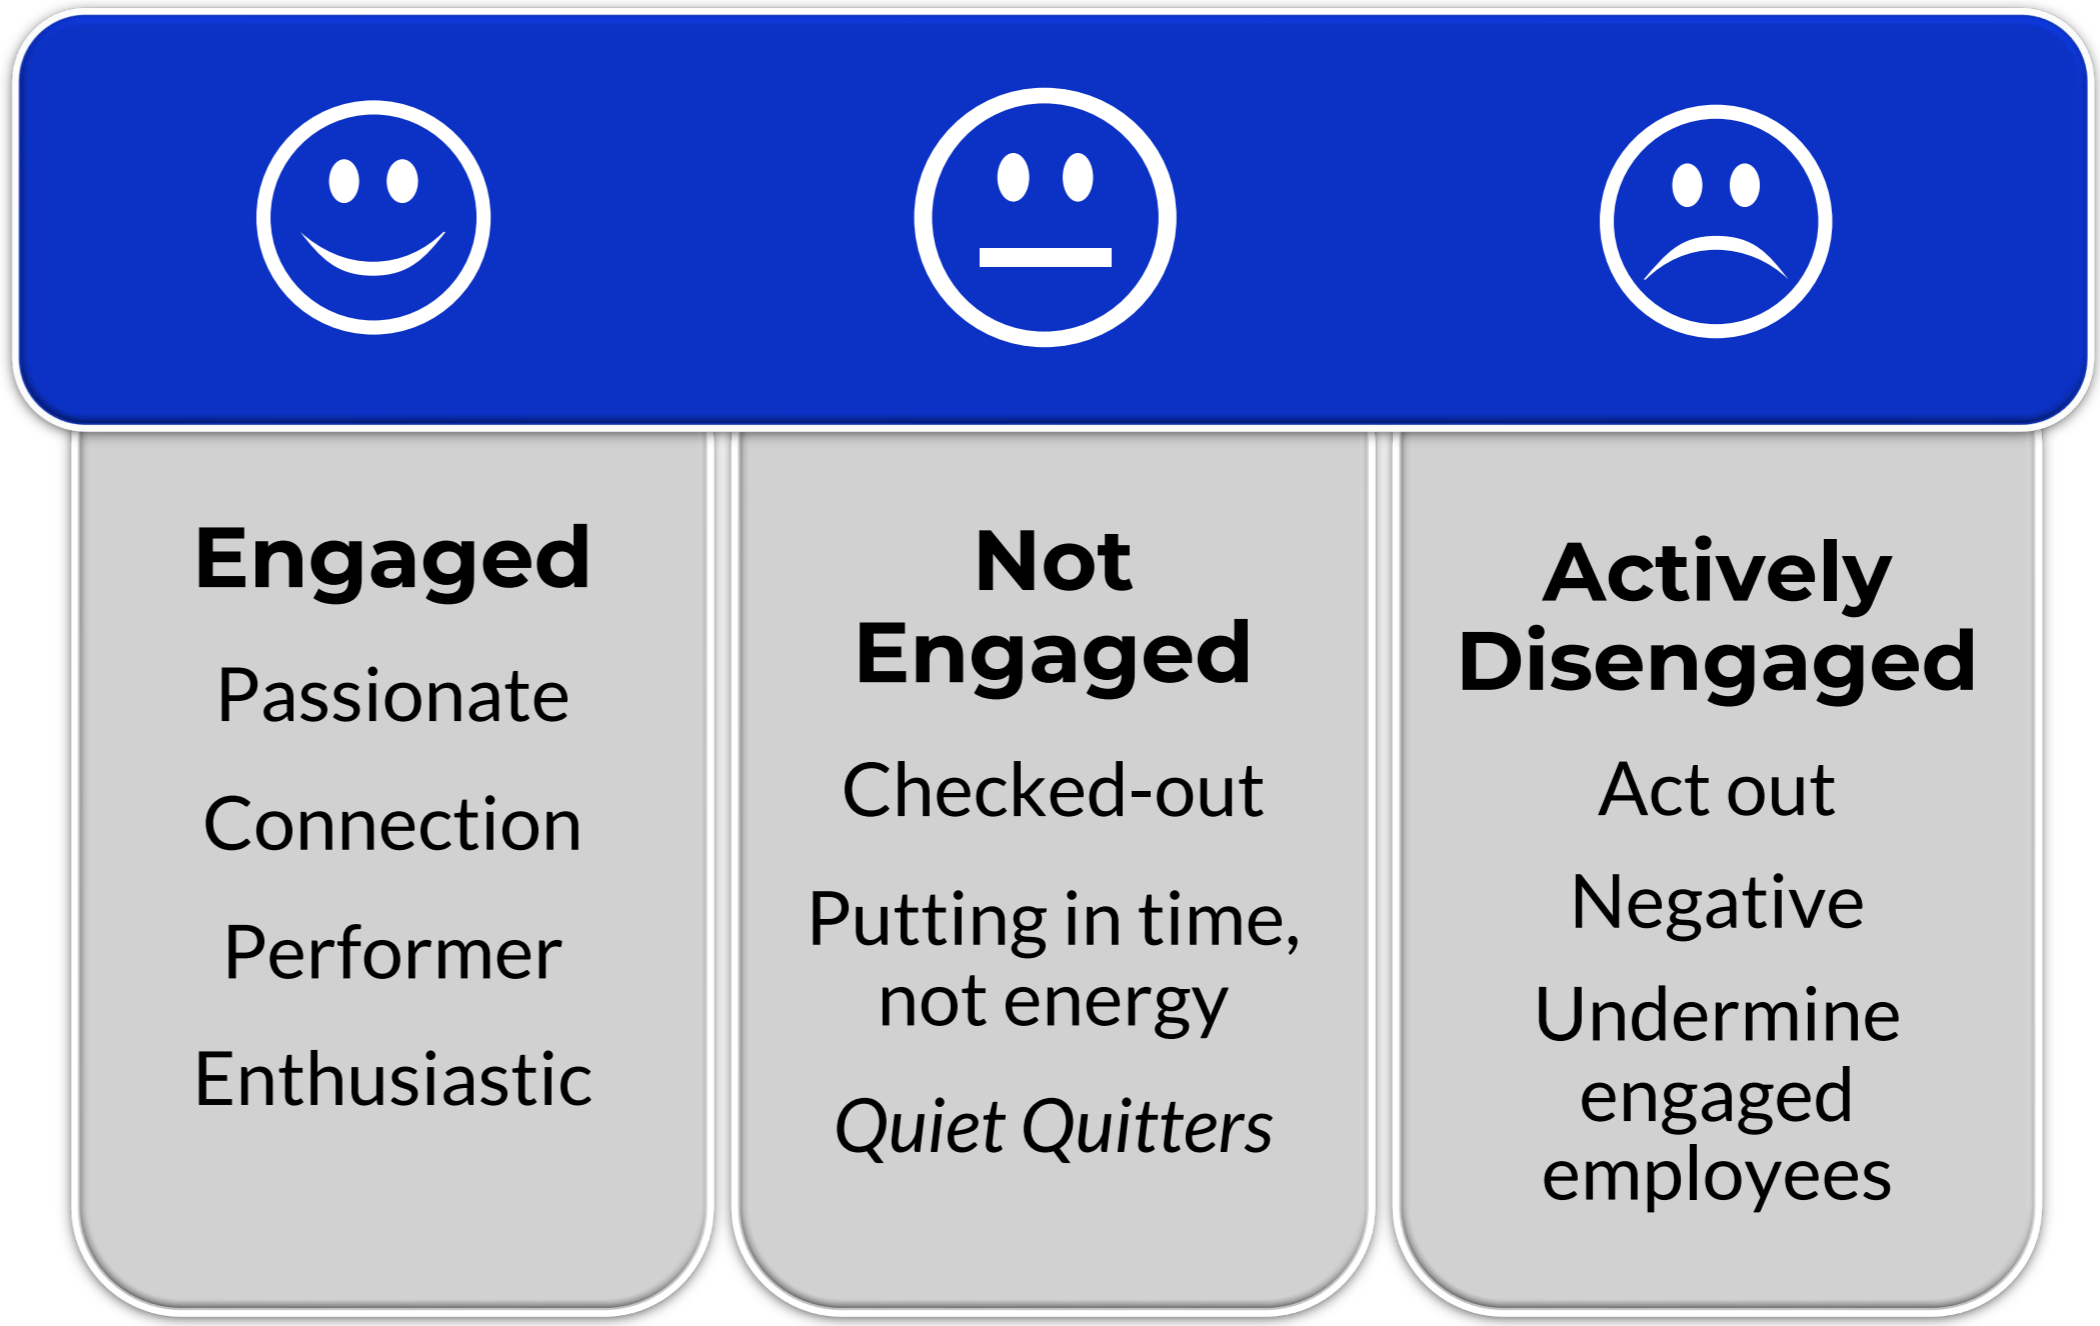 Engaged
Passionate
Connection
Performer
Enthusiastic
Not
Engaged
Checked-out
Putting in time,
not energy
Quiet Quitters
Actively
Disengaged
Act out
Negative
Undermine
engaged
employees